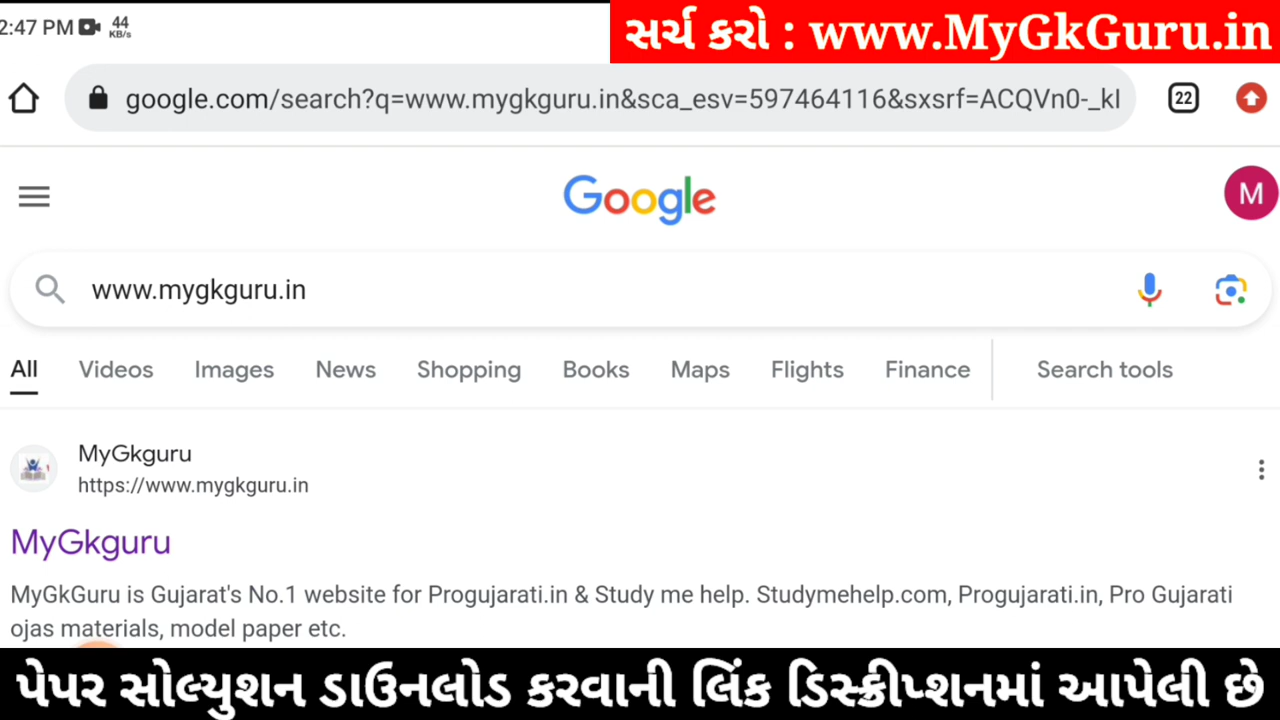 2:47 PM 44 KB/s
સર્ચ કરો : www.MyGkGuru.in
google.com/search?q=www.mygkguru.in&sca_esv=597464116&sxsrf=ACQVn0-_kl
22
Google
M
www.mygkguru.in
All Videos Images News Shopping Books Maps Flights Finance Search tools
MyGkguru
https://www.mygkguru.in
MyGkguru
MyGkGuru is Gujarat's No.1 website for Progujarati.in & Study me help. Studymehelp.com, Progujarati.in, Pro Gujarati
ojas materials, model paper etc.
પેપર સોલ્યુશન ડાઉનલોડ કરવાની લિંક ડિસ્ક્રીપ્શનમાં આપેલી છે